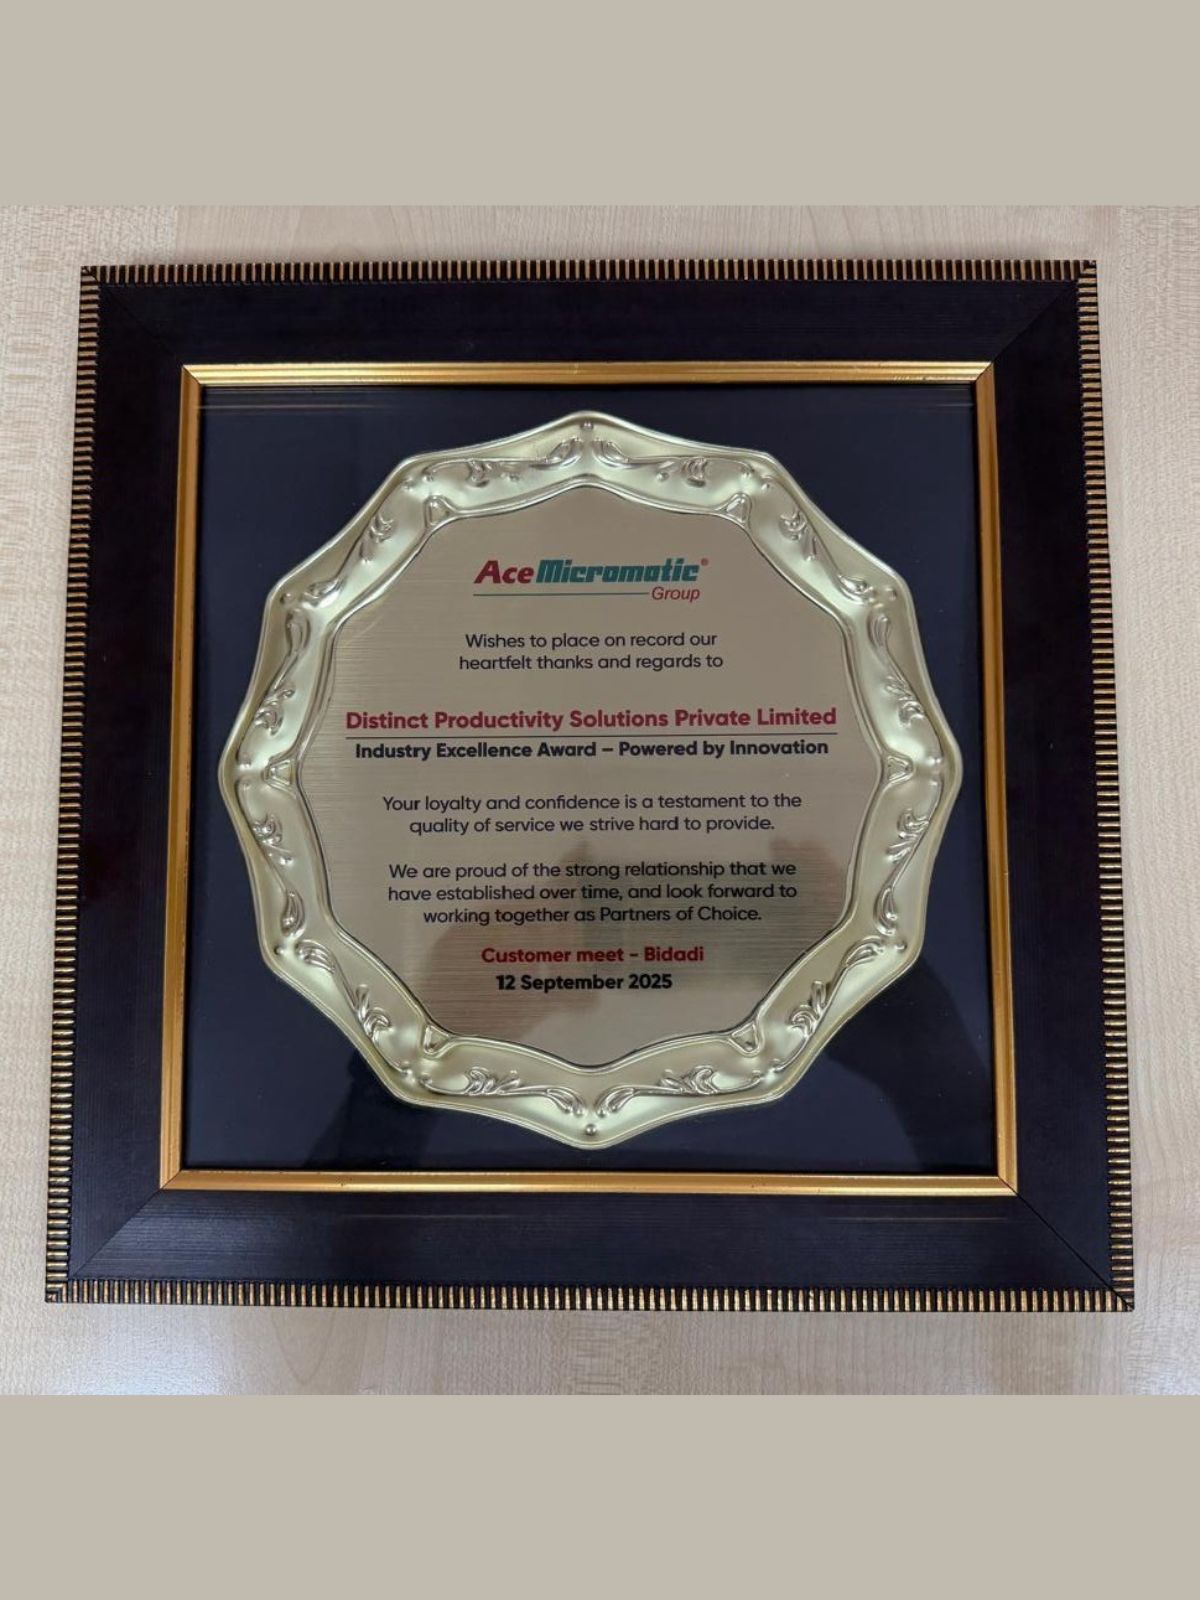 AceMicromatic®
Group
Wishes to place on record our
heartfelt thanks and regards to
Distinct Productivity Solutions Private Limited
Industry Excellence Award – Powered by Innovation
Your loyalty and confidence is a testament to the
quality of service we strive hard to provide.
We are proud of the strong relationship that we
have established over time, and look forward to
working together as Partners of Choice.
Customer meet - Bidadi
12 September 2025